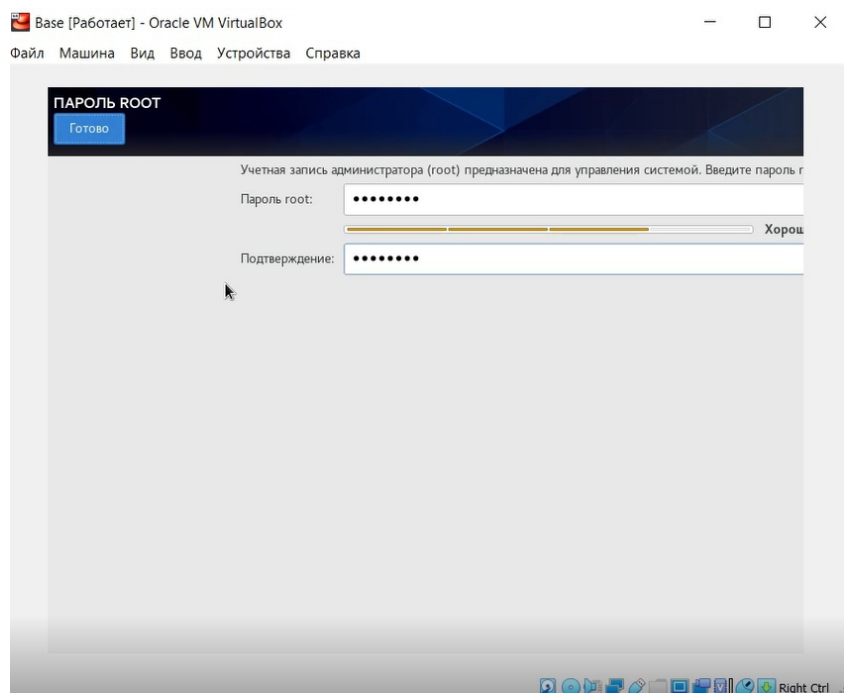 Base [Работает] - Oracle VM VirtualBox
Файл Машина Вид Ввод Устройства Справка
ПАРОЛЬ ROOT
Готово
Учетная запись администратора (root) предназначена для управления системой. Введите пароль
Пароль root: ••••••••
Хорош
Подтверждение: ••••••••
Right Ctrl